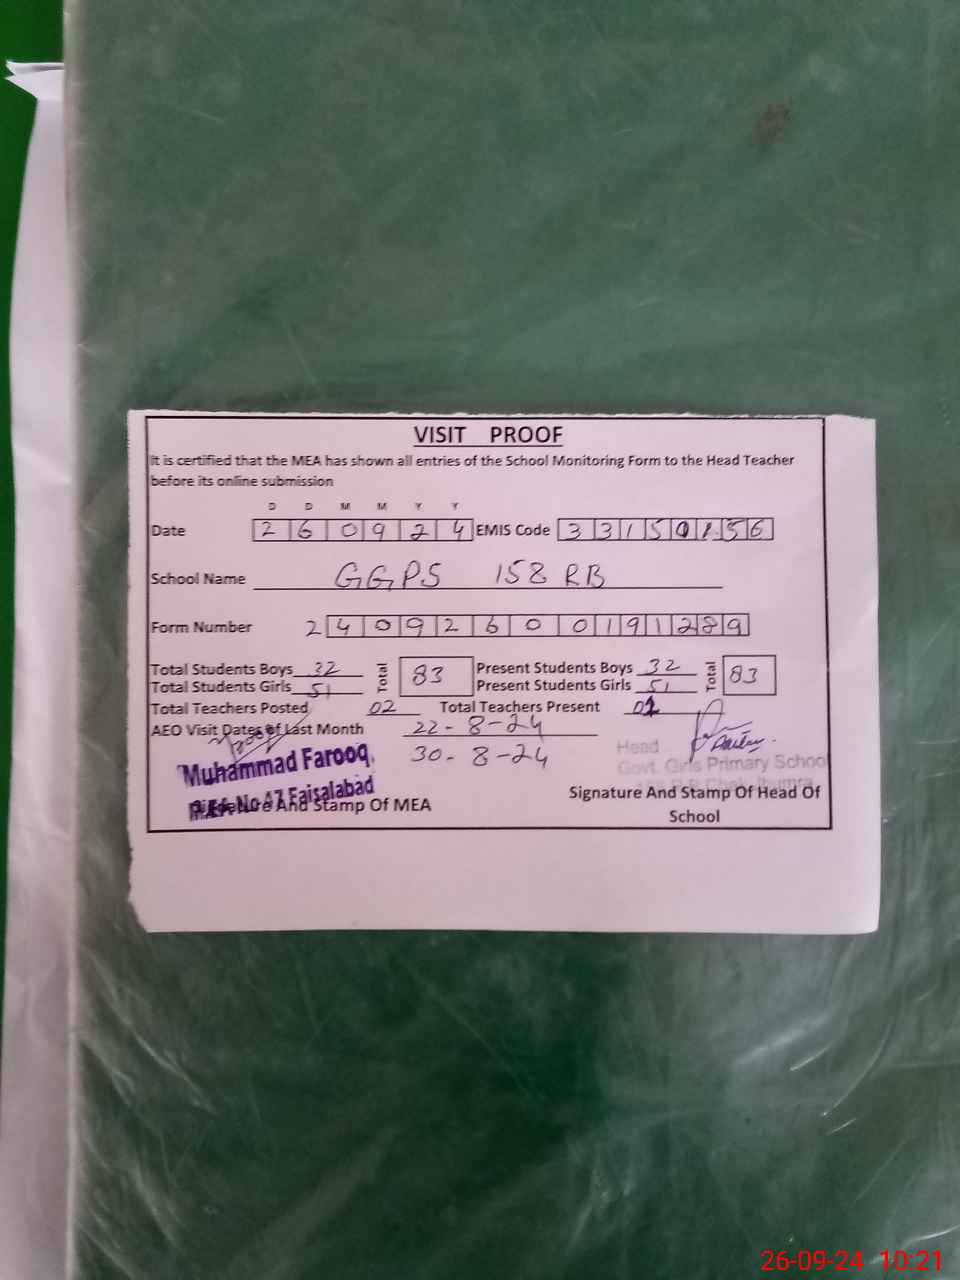 VISIT PROOF
It is certified that the MEA has shown all entries of the School Monitoring Form to the Head Teacher
before its online submission
D D M M Y Y
Date 2 6 0 9 2 4 EMIS Code 3 3 1 5 0 1 5 6
School Name GGPS 158 RB
Form Number 2 4 0 9 2 6 0 0 1 9 1 2 8 9
Total Students Boys 32 Total 83 Present Students Boys 32 Total 83
Total Students Girls 51 Present Students Girls 51
Total Teachers Posted 02 Total Teachers Present 02
AEO Visit Dates of Last Month 22-8-24
30-8-24
Muhammad Farooq
M.E.A No 47 Faisalabad
And Stamp Of MEA
Head
Govt. Girls Primary School
Signature And Stamp Of Head Of
School
26-09-24 10:21